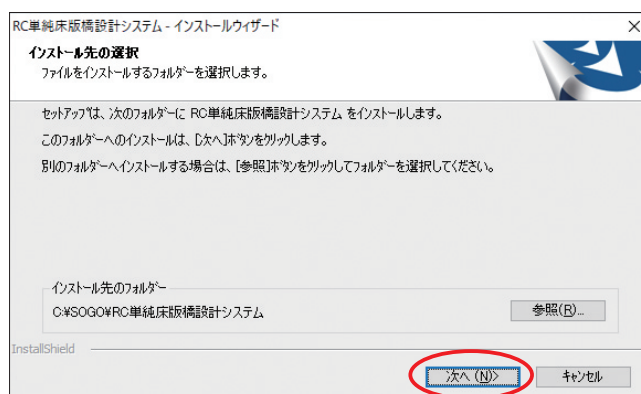 RC単純床版橋設計システム - インストールウィザード
インストール先の選択
ファイルをインストールするフォルダーを選択します。
セットアップは、次のフォルダーに RC単純床版橋設計システム をインストールします。
このフォルダーへのインストールは、[次へ]ボタンをクリックします。
別のフォルダーへインストールする場合は、[参照]ボタンをクリックしてフォルダーを選択してください。
インストール先のフォルダー
C:¥SOGO¥RC単純床版橋設計システム
参照(R)...
InstallShield
次へ (N)>
キャンセル